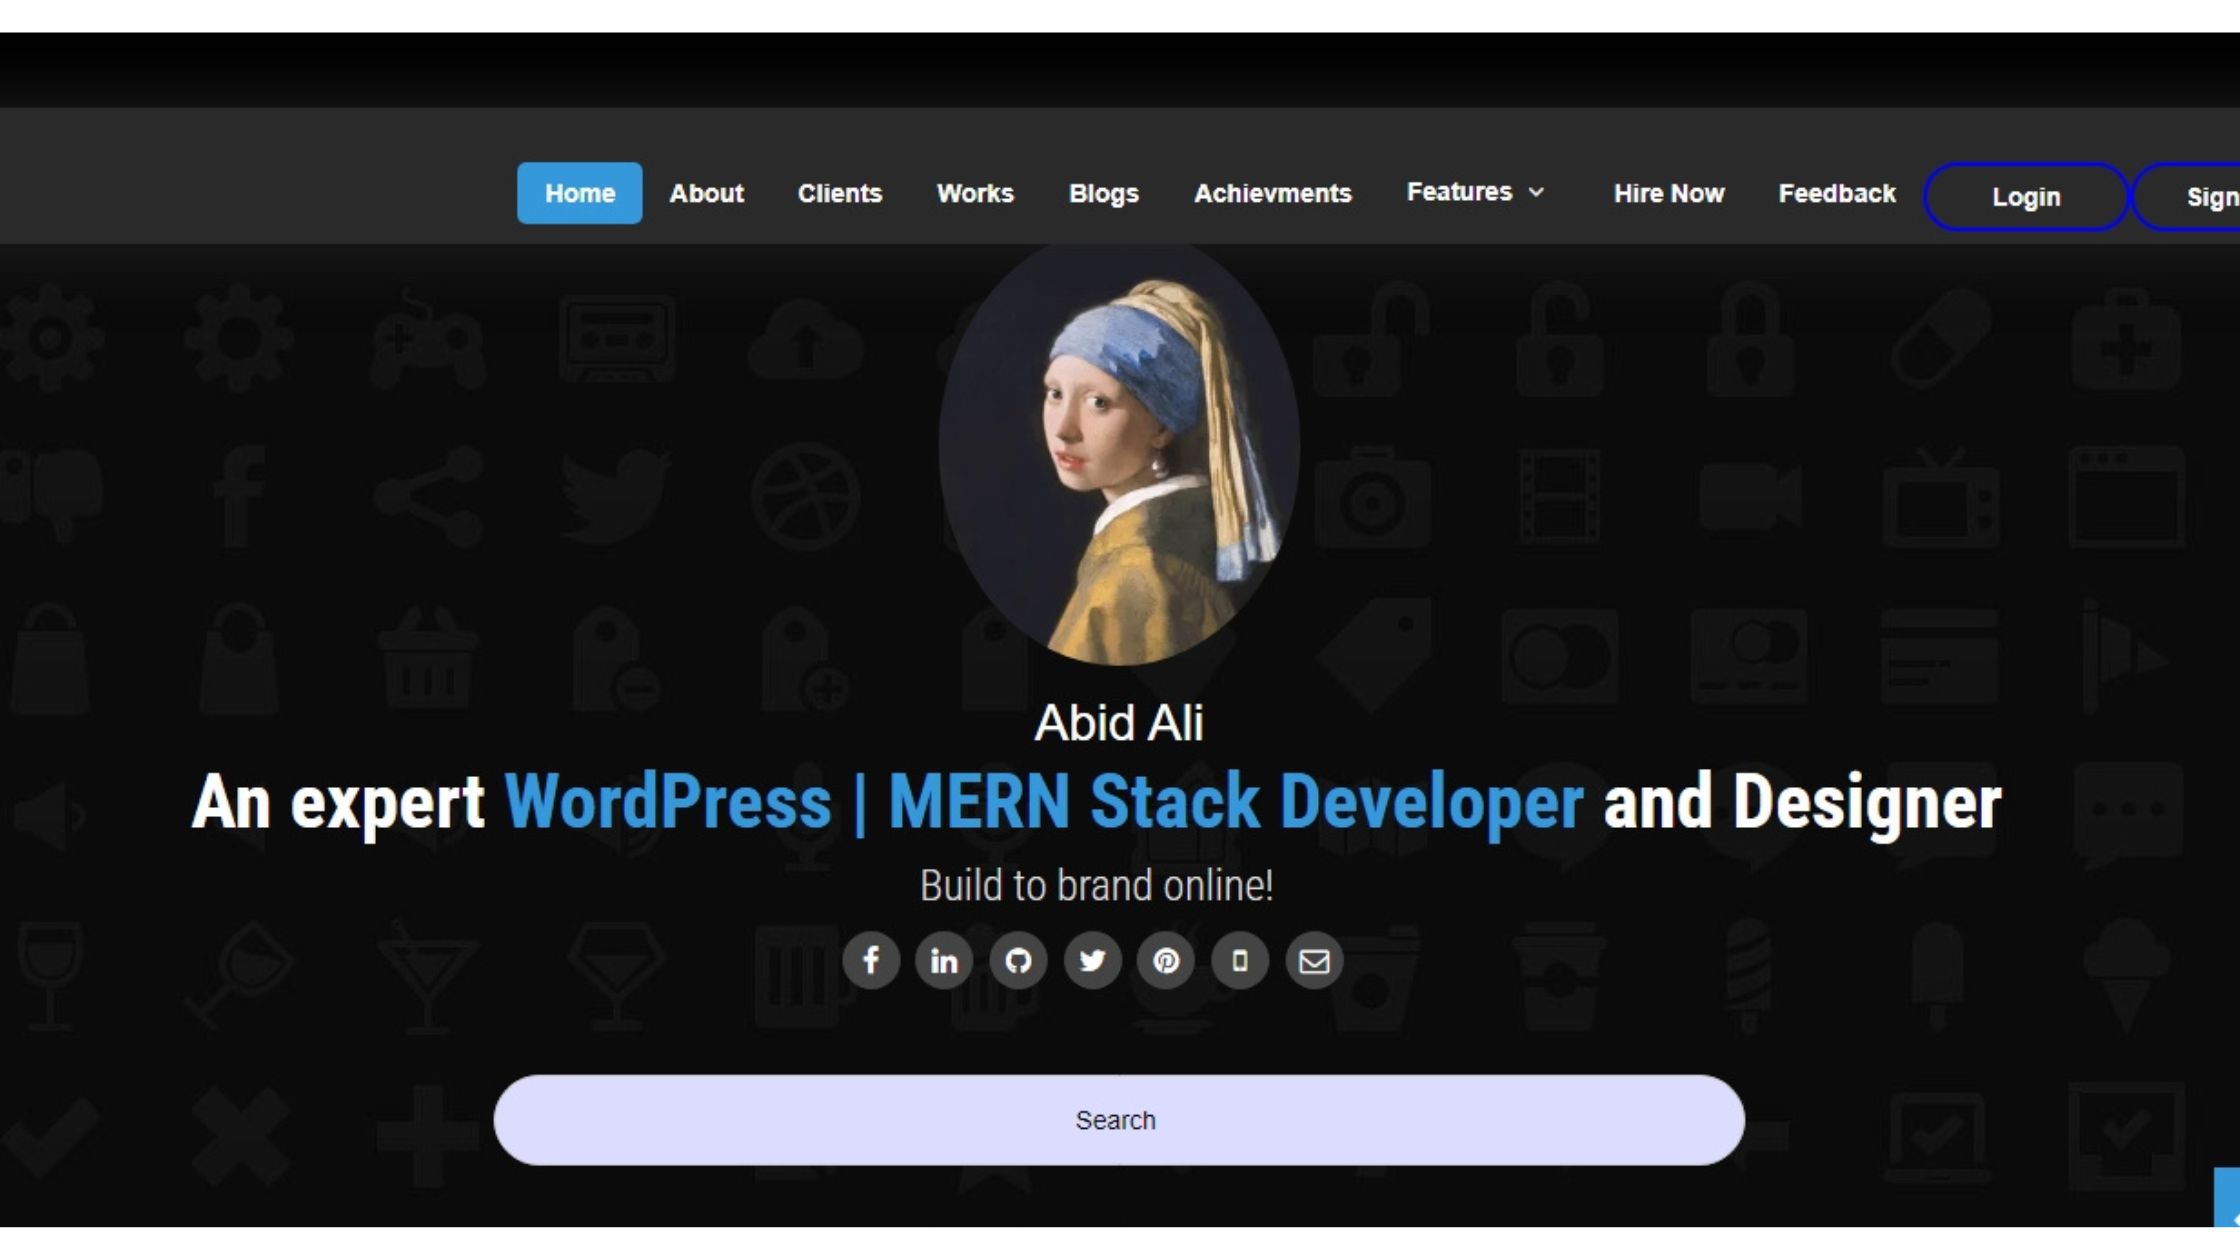 Home About Clients Works Blogs Achievments Features Hire Now Feedback Login Sign
Abid Ali
An expert WordPress | MERN Stack Developer and Designer
Build to brand online!
Search